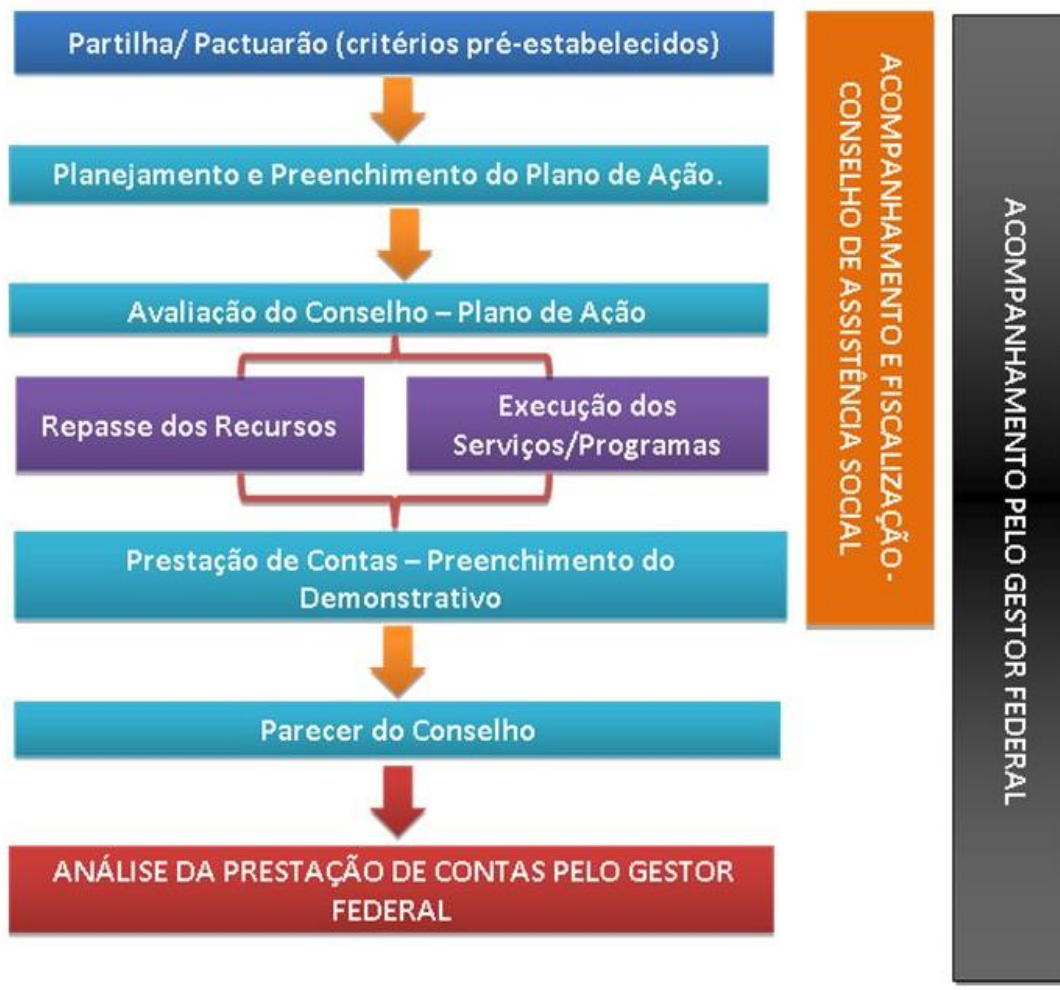 Partilha/ Pactuarão (critérios pré-estabelecidos)
Planejamento e Preenchimento do Plano de Ação.
Avaliação do Conselho – Plano de Ação
Repasse dos Recursos
Execução dos
Serviços/Programas
Prestação de Contas – Preenchimento do
Demonstrativo
Parecer do Conselho
ANÁLISE DA PRESTAÇÃO DE CONTAS PELO GESTOR
FEDERAL
ACOMPANHAMENTO E FISCALIZAÇÃO-
CONSELHO DE ASSISTÊNCIA SOCIAL
ACOMPANHAMENTO PELO GESTOR FEDERAL